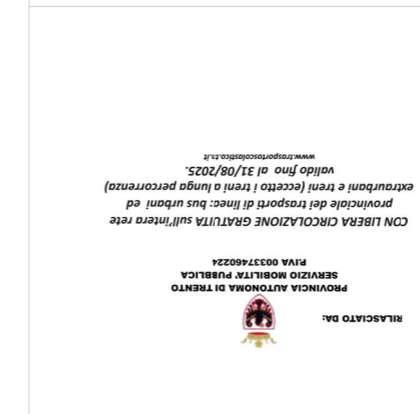 RILASCIATO DA:
PROVINCIA AUTONOMA DI TRENTO
SERVIZIO MOBILITA' PUBBLICA
P.IVA 00337460224
CON LIBERA CIRCOLAZIONE GRATUITA sull'intera rete
provinciale dei trasporti di linea: bus urbani ed
extraurbani e treni (eccetto i treni a lunga percorrenza)
valido fino al 31/08/2025.
www.trasportoscolastico.tn.it